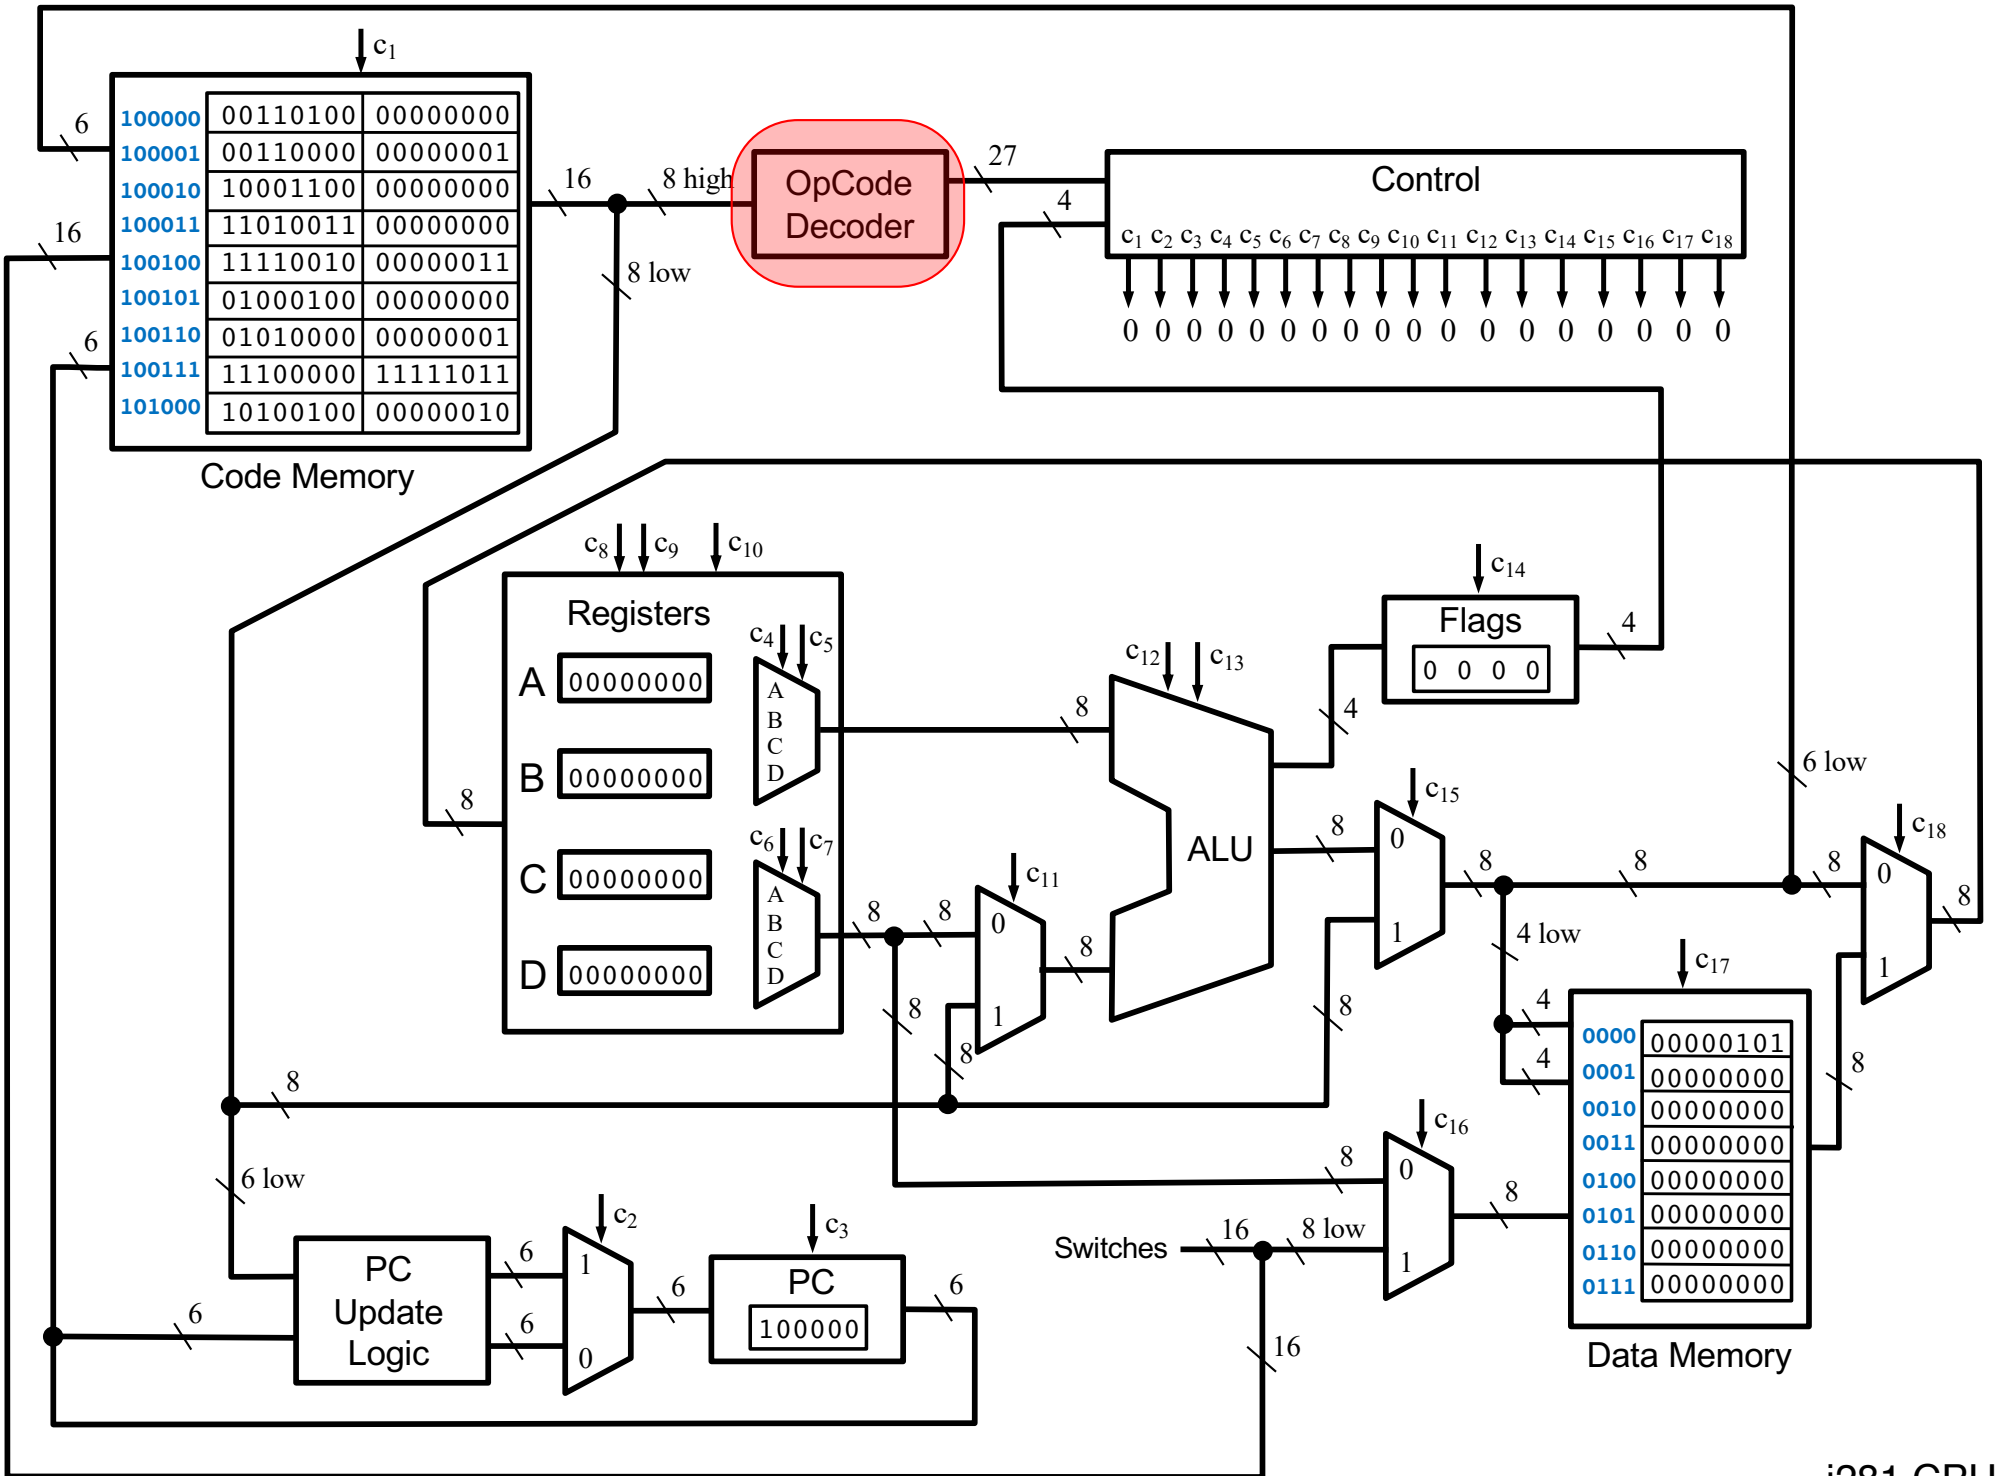 c1
6
100000 00110100 00000000
100001 00110000 00000001
100010 10001100 00000000
100011 11010011 00000000
100100 11110010 00000011
100101 01000100 00000000
100110 01010000 00000001
100111 11100000 11111011
101000 10100100 00000010
16
6
Code Memory
16
8 high
8 low
OpCode
Decoder
27
4
Control
c1 c2 c3 c4 c5 c6 c7 c8 c9 c10 c11 c12 c13 c14 c15 c16 c17 c18
0 0 0 0 0 0 0 0 0 0 0 0 0 0 0 0 0 0
c8 c9 c10
Registers
A 00000000
B 00000000
C 00000000
D 00000000
8
c4 c5
A
B
C
D
c6 c7
A
B
C
D
8
8
8
8
c11
0
1
8
8
c12 c13
ALU
4
c14
Flags
0 0 0 0
4
8
c15
0
1
8
8
8
6 low
8
4 low
4
4
c18
0
1
8
c17
0000 00000101
0001 00000000
0010 00000000
0011 00000000
0100 00000000
0101 00000000
0110 00000000
0111 00000000
8
Data Memory
8
6 low
PC
Update
Logic
6
6
6
c2
1
0
6
c3
PC
100000
6
8
c16
0
1
8
Switches
16
8 low
16